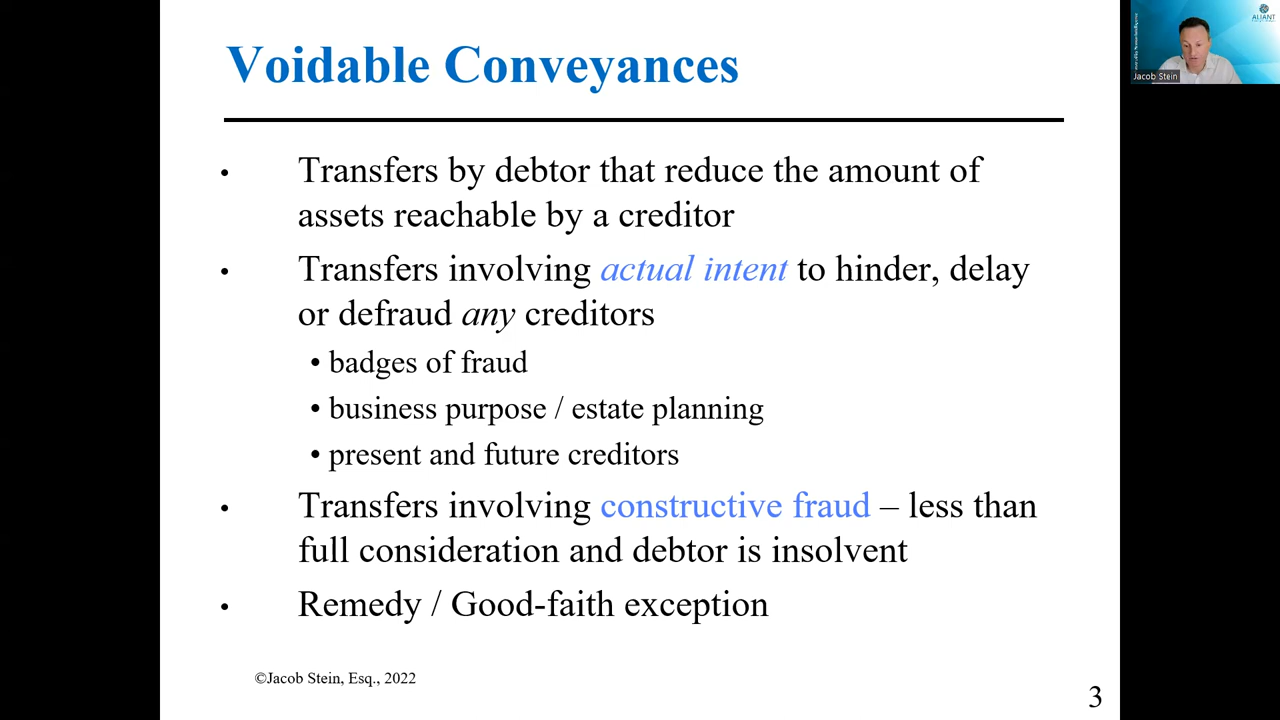 Voidable Conveyances
• Transfers by debtor that reduce the amount of
assets reachable by a creditor
• Transfers involving actual intent to hinder, delay
or defraud any creditors
• badges of fraud
• business purpose / estate planning
• present and future creditors
• Transfers involving constructive fraud – less than
full consideration and debtor is insolvent
• Remedy / Good-faith exception
©Jacob Stein, Esq., 2022
3
ALIANT
Jacob Stein